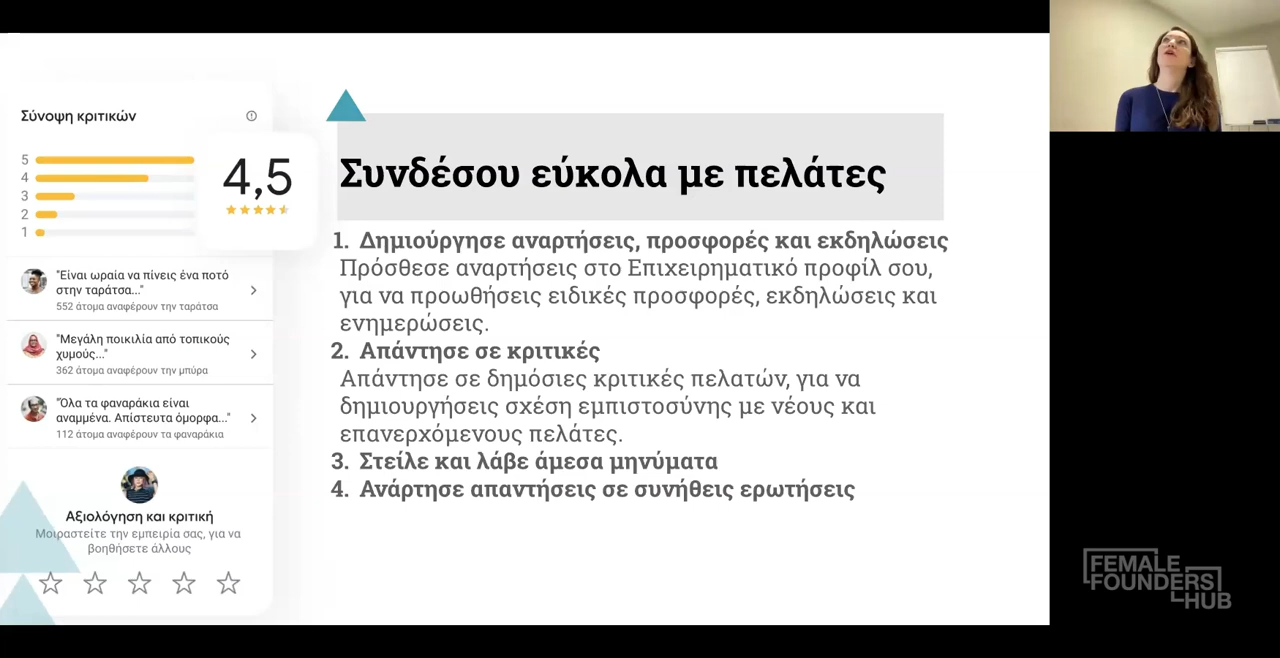 Σύνοψη κριτικών
5
4
3
2
1
4,5
"Είναι ωραία να πίνεις ένα ποτό
στην ταράτσα..."
552 άτομα αναφέρουν την ταράτσα
"Μεγάλη ποικιλία από τοπικούς
χυμούς..."
362 άτομα αναφέρουν την μπύρα
"Όλα τα φαναράκια είναι
αναμμένα. Απίστευτα όμορφα..."
112 άτομα αναφέρουν τα φαναράκια
Αξιολόγηση και κριτική
Μοιραστείτε την εμπειρία σας, για να
βοηθήσετε άλλους
Συνδέσου εύκολα με πελάτες
1. Δημιούργησε αναρτήσεις, προσφορές και εκδηλώσεις
Πρόσθεσε αναρτήσεις στο Επιχειρηματικό προφίλ σου,
για να προωθήσεις ειδικές προσφορές, εκδηλώσεις και
ενημερώσεις.
2. Απάντησε σε κριτικές
Απάντησε σε δημόσιες κριτικές πελατών, για να
δημιουργήσεις σχέση εμπιστοσύνης με νέους και
επανερχόμενους πελάτες.
3. Στείλε και λάβε άμεσα μηνύματα
4. Ανάρτησε απαντήσεις σε συνήθεις ερωτήσεις
FEMALE
FOUNDERS
HUB